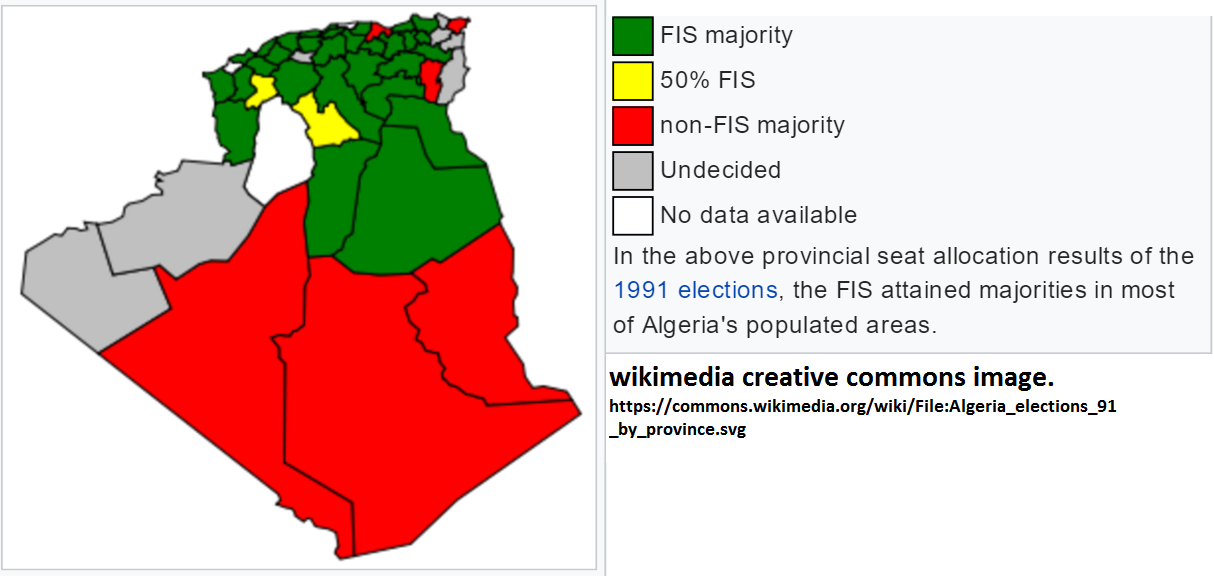 FIS majority
50% FIS
non-FIS majority
Undecided
No data available
In the above provincial seat allocation results of the
1991 elections, the FIS attained majorities in most
of Algeria's populated areas.
wikimedia creative commons image.
https://commons.wikimedia.org/wiki/File:Algeria_elections_91
_by_province.svg